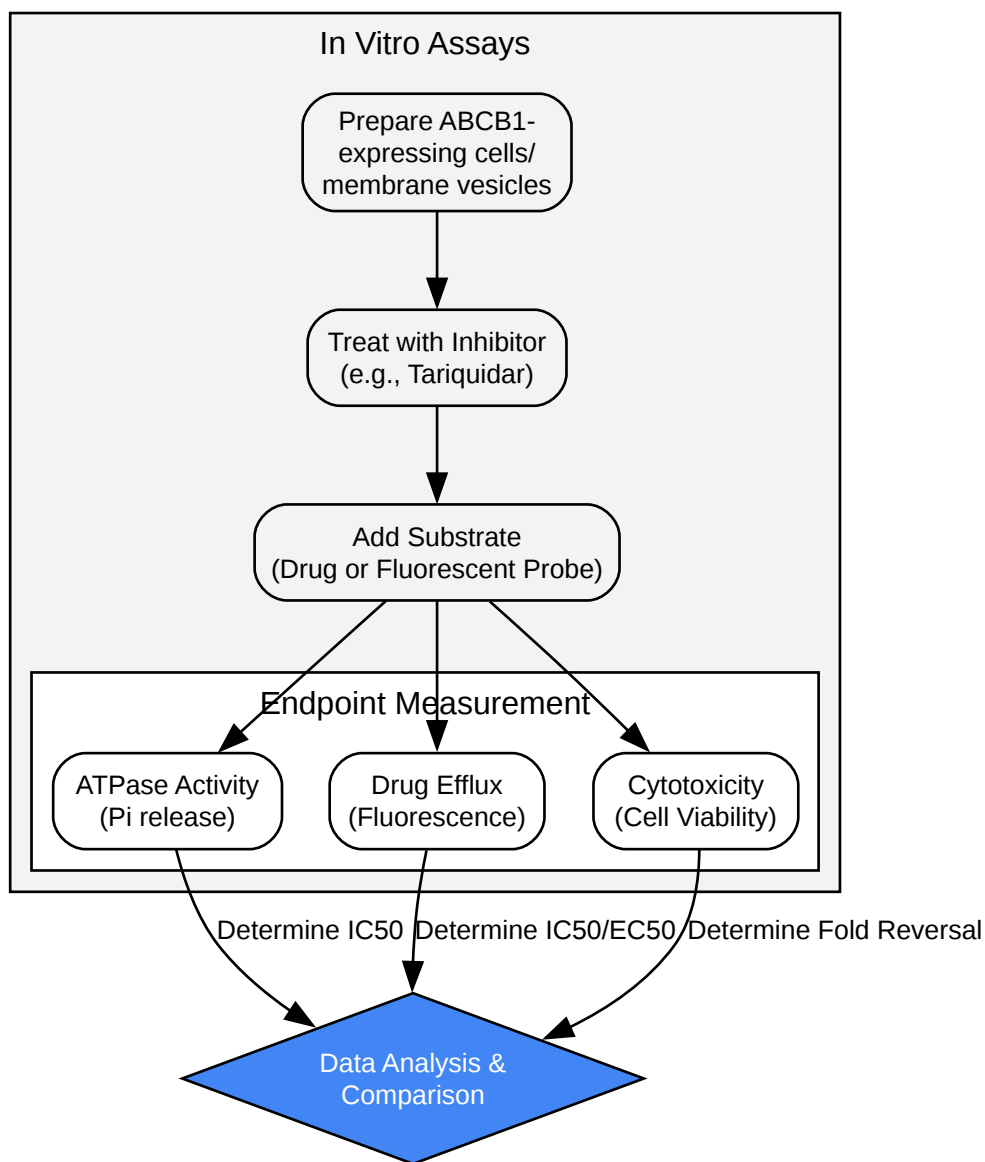 In Vitro Assays
Prepare ABCB1-
expressing cells/
membrane vesicles
Treat with Inhibitor
(e.g., Tariquidar)
Add Substrate
(Drug or Fluorescent Probe)
Endpoint Measurement
ATPase Activity
(Pi release)
Drug Efflux
(Fluorescence)
Cytotoxicity
(Cell Viability)
Determine IC50
Determine IC50/EC50
Determine Fold Reversal
Data Analysis &
Comparison